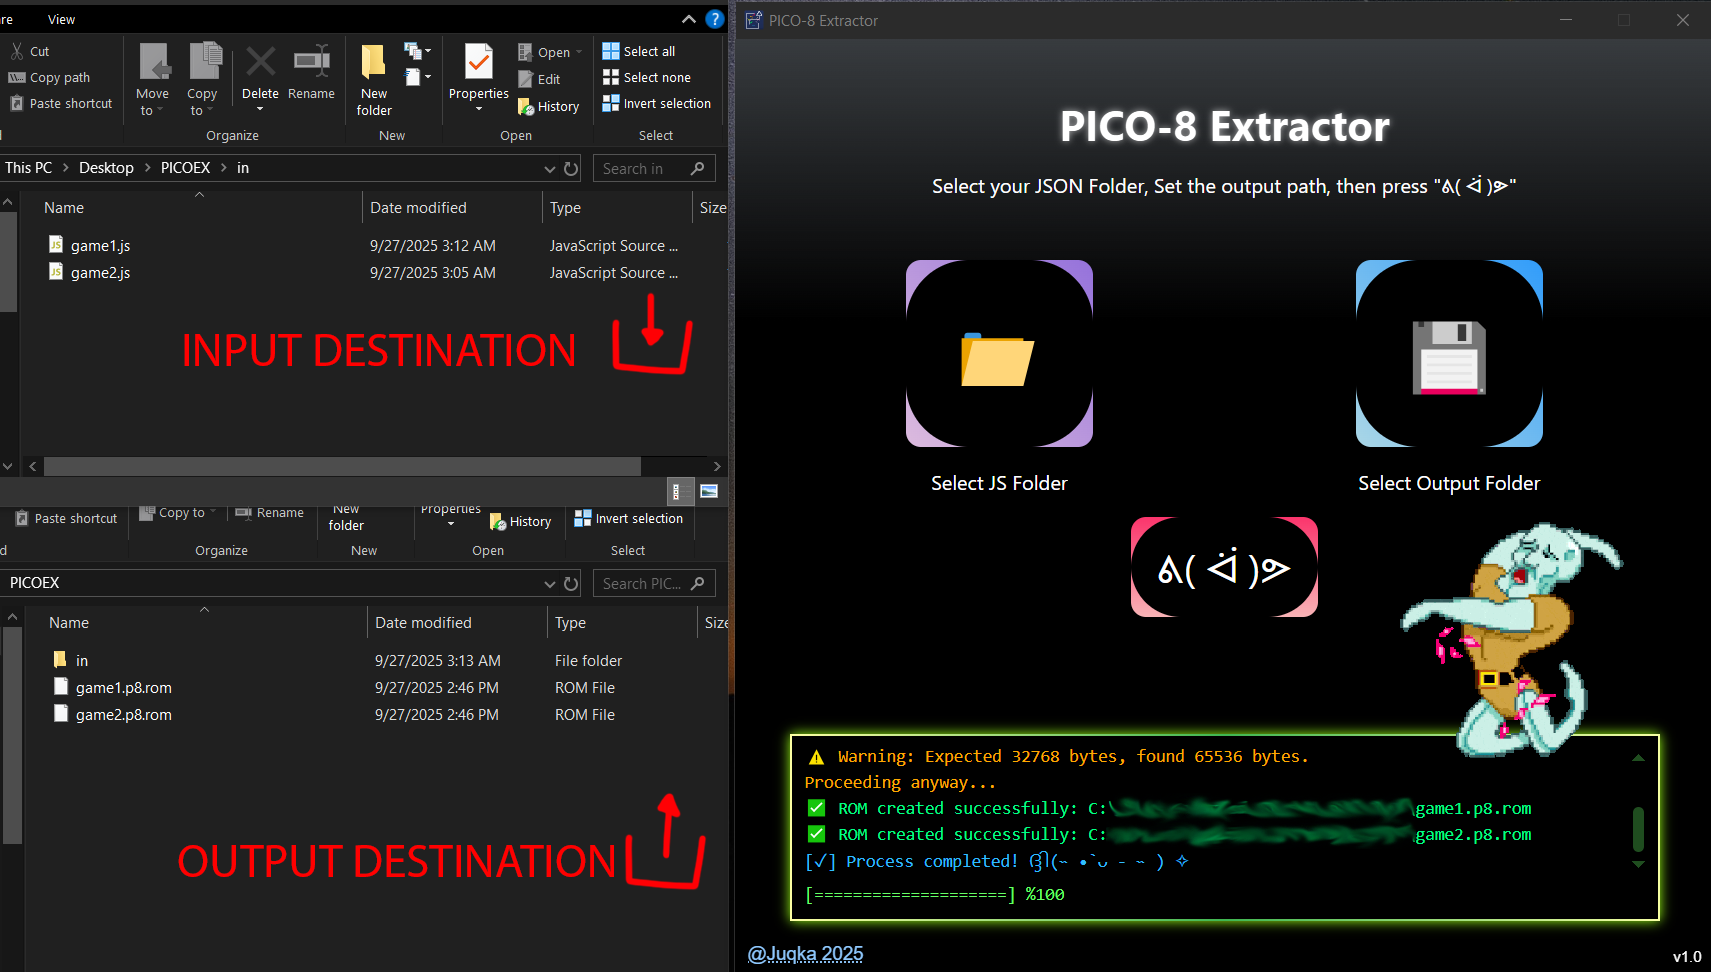 re View
Cut
Copy path
Paste shortcut
Move to
Copy to
Delete
Rename
New folder
Properties
Open
Edit
History
Select all
Select none
Invert selection
Organize
New
Open
Select
This PC > Desktop > PICOEX > in
Search in
Name Date modified Type Size
game1.js 9/27/2025 3:12 AM JavaScript Source ...
game2.js 9/27/2025 3:05 AM JavaScript Source ...
INPUT DESTINATION
Paste shortcut
Copy to
Rename
New folder
Properties
History
Invert selection
d Organize New Open Select
PICOEX
Search PIC...
Name Date modified Type Size
in 9/27/2025 3:13 AM File folder
game1.p8.rom 9/27/2025 2:46 PM ROM File
game2.p8.rom 9/27/2025 2:46 PM ROM File
OUTPUT DESTINATION
PICO-8 Extractor
PICO-8 Extractor
Select your JSON Folder, Set the output path, then press "ᕕ( ᐛ )ᕗ"
Select JS Folder
Select Output Folder
ᕕ( ᐛ )ᕗ
⚠ Warning: Expected 32768 bytes, found 65536 bytes.
Proceeding anyway...
✅ ROM created successfully: C:\ \game1.p8.rom
✅ ROM created successfully: C: \game2.p8.rom
[✓] Process completed!
[====================] %100
@Juqka 2025
v1.0